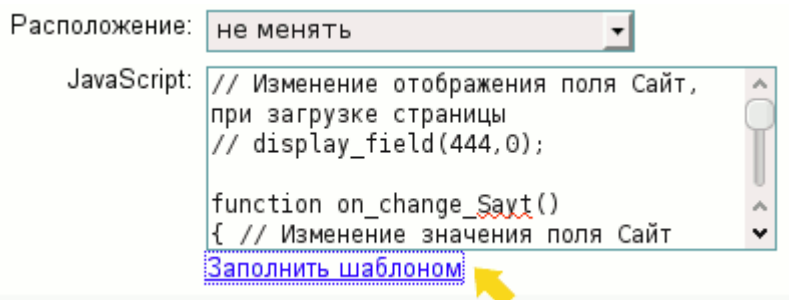 Расположение: не менять
JavaScript: // Изменение отображения поля Сайт,
при загрузке страницы
// display_field(444,0);
function on_change_Sayt()
{ // Изменение значения поля Сайт
Заполнить шаблоном